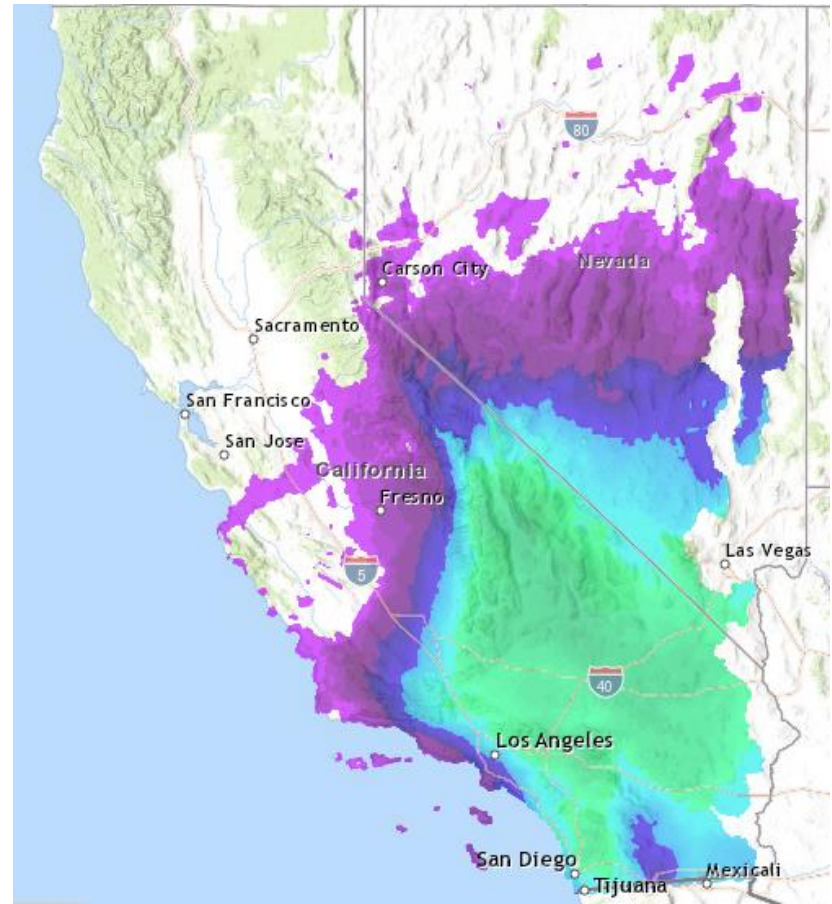 80
Carson City
Nevada
Sacramento
San Francisco
San Jose
California
Fresno
Las Vegas
5
40
Los Angeles
San Diego
Mexicali
Tijuana